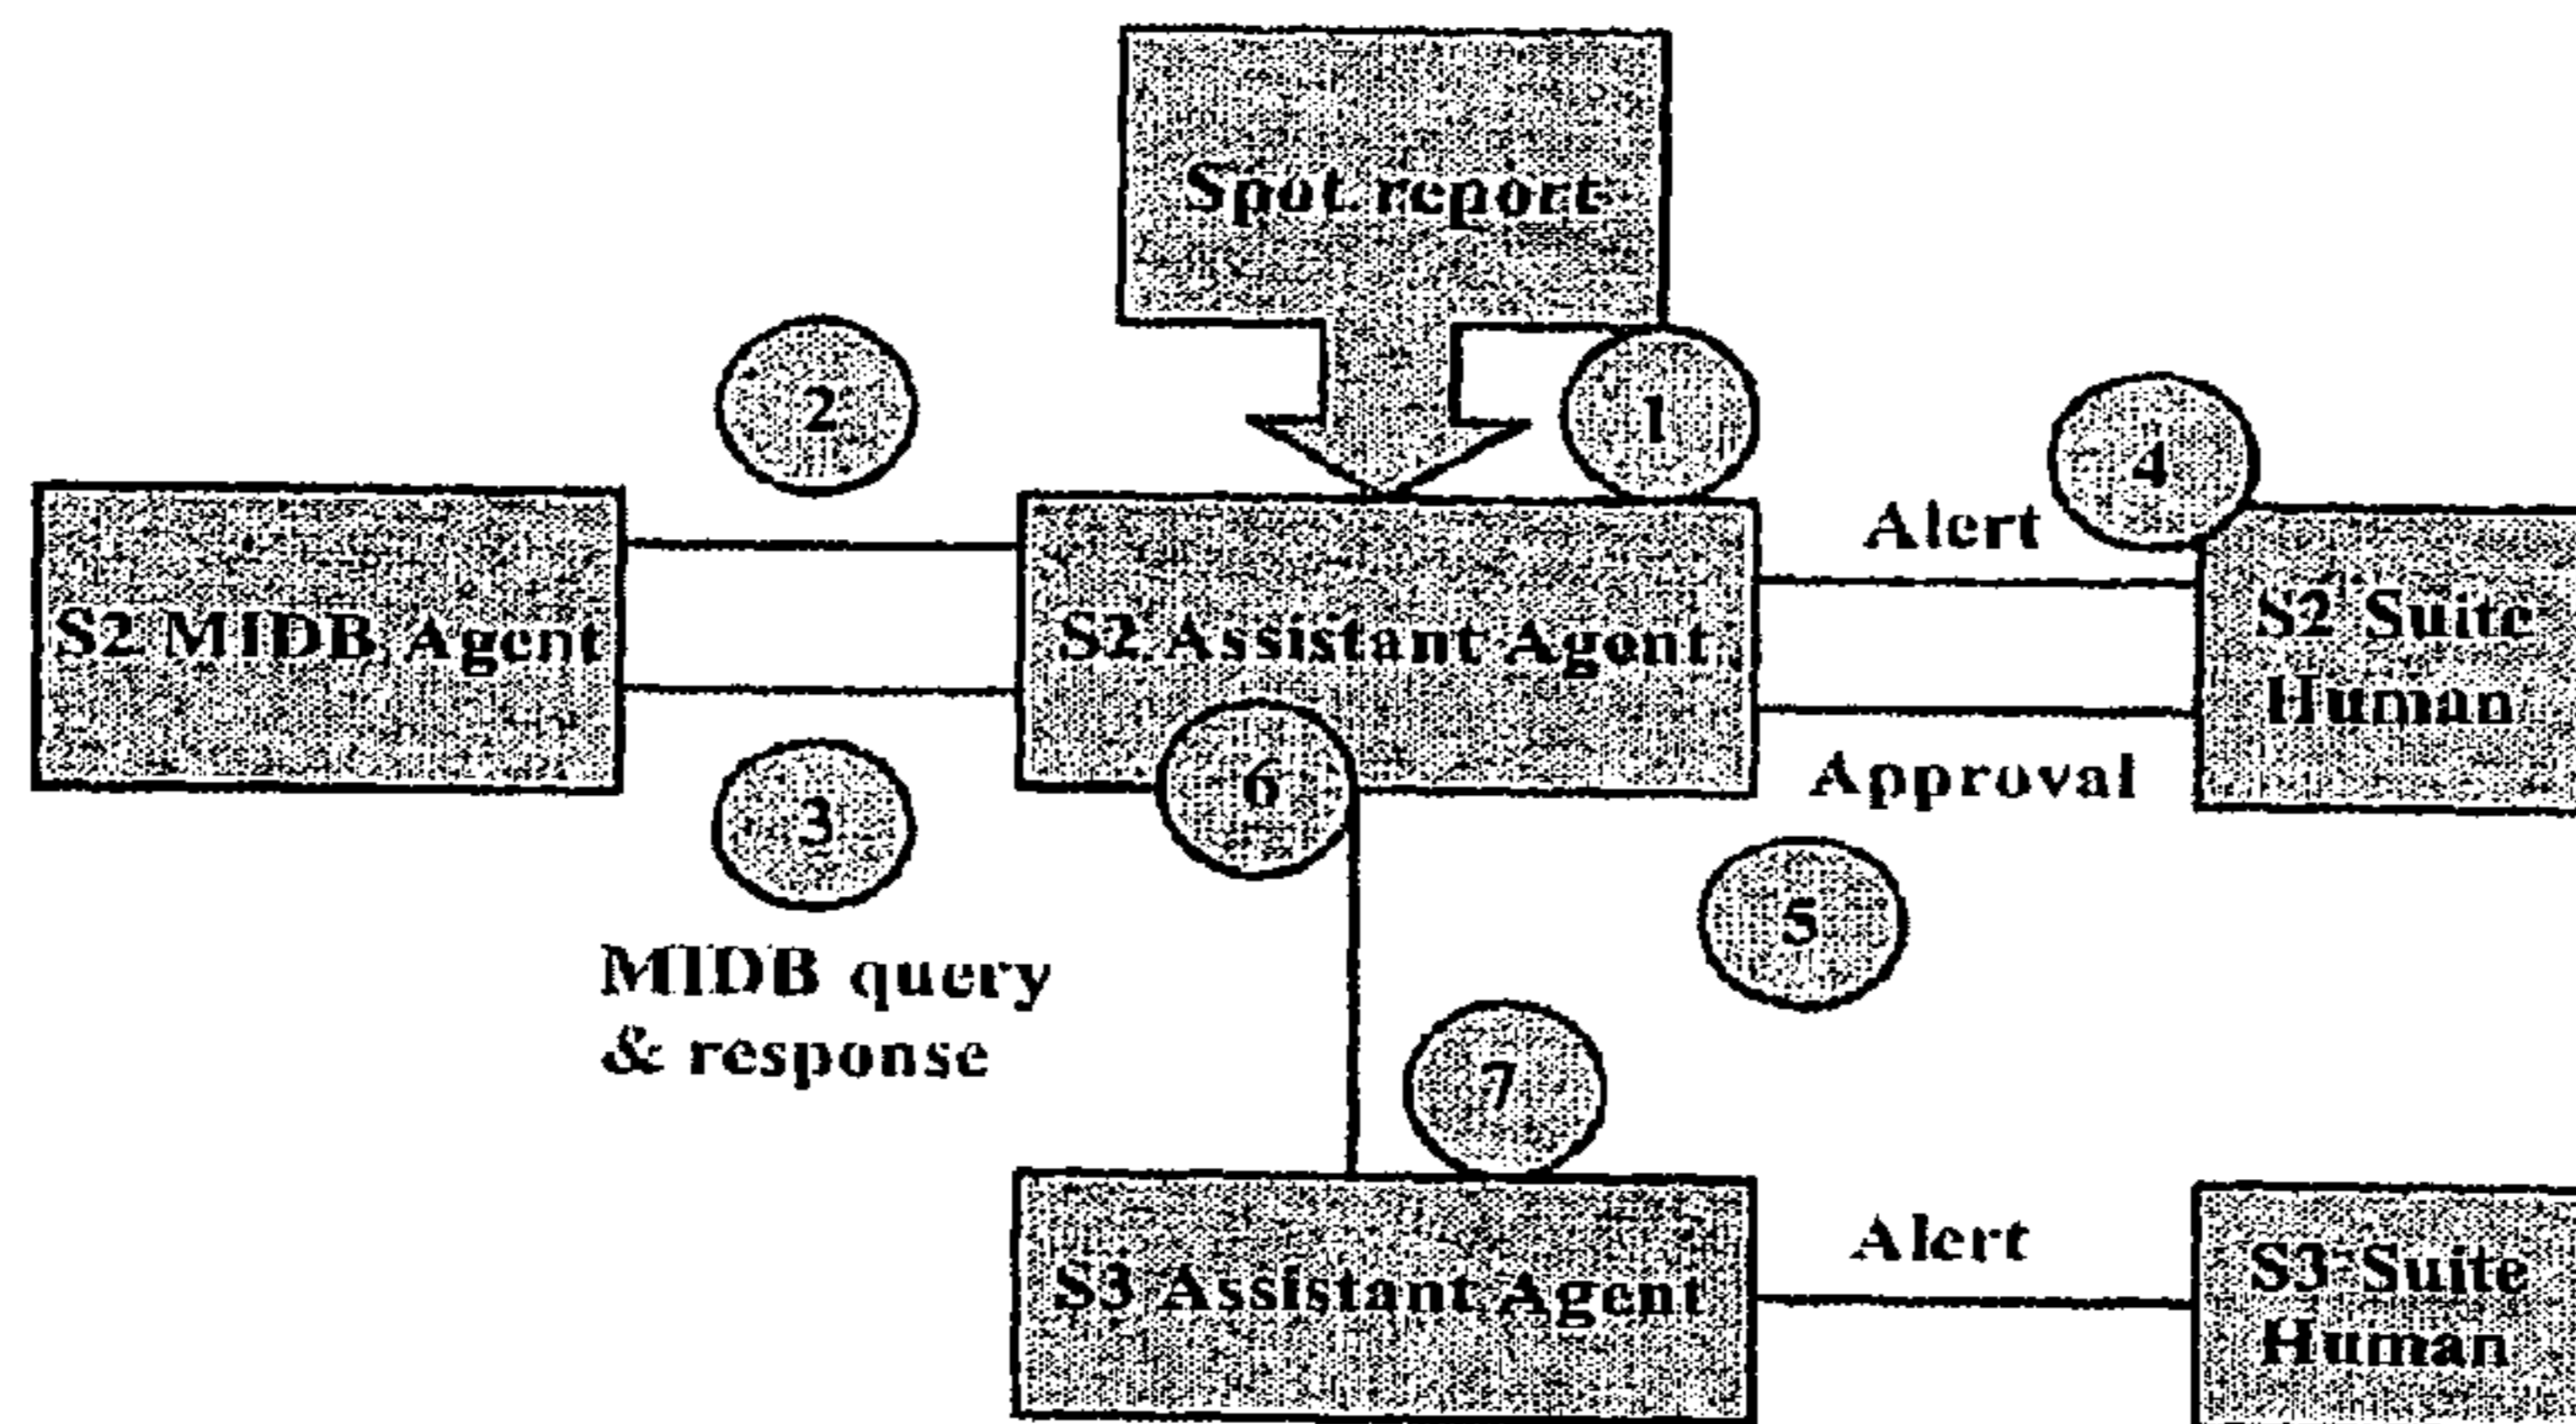 Spot report
2
1
4
Alert
S2 MIDB Agent
S2 Assistant Agent
S2 Suite
Human
Approval
3
6
5
MIDB query
& response
7
S3 Assistant Agent
Alert
S3 Suite
Human